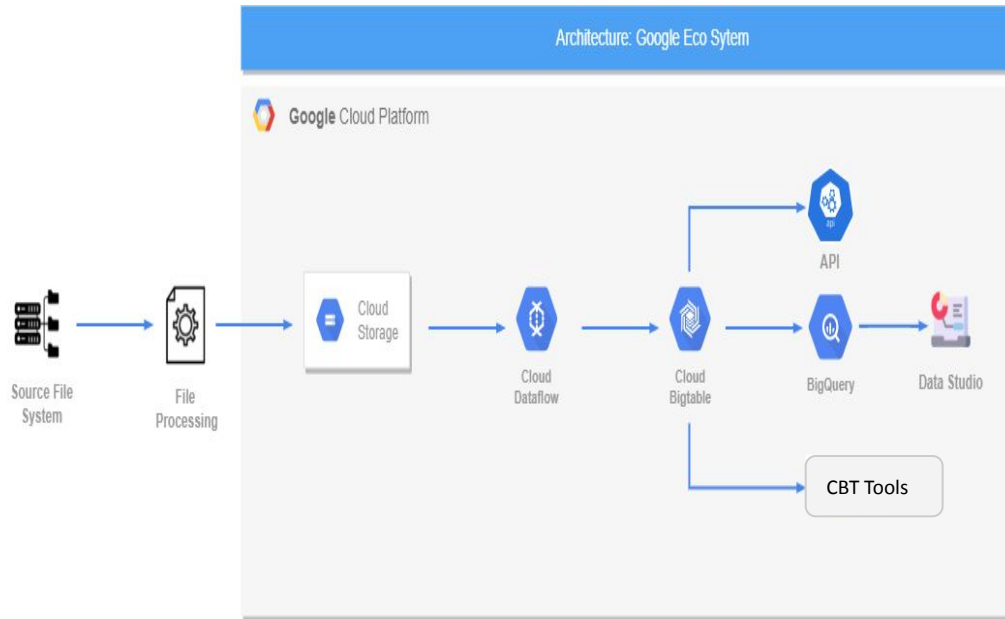 Architecture: Google Eco Sytem
Google Cloud Platform
api
API
Cloud
Storage
Source File
System
File
Processing
Cloud
Dataflow
Cloud
Bigtable
BigQuery
Data Studio
CBT Tools